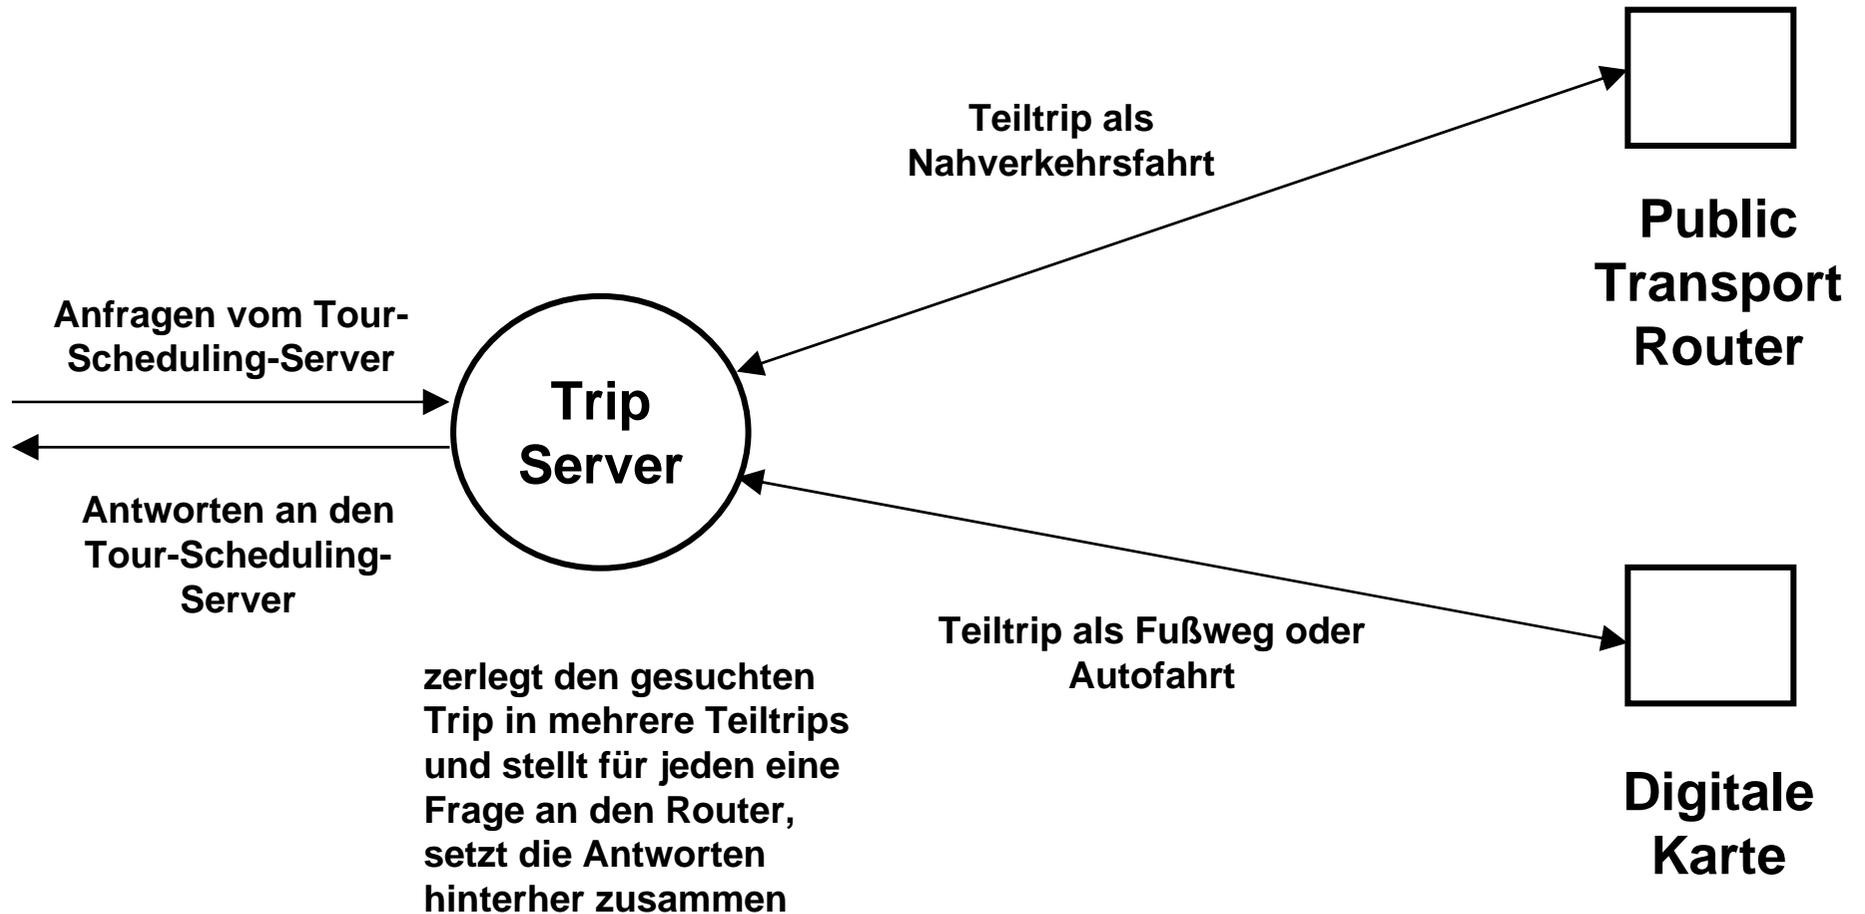 Teiltrip als
Nahverkehrsfahrt
Public
Transport
Router
Anfragen vom Tour-
Scheduling-Server
Trip
Server
Antworten an den
Tour-Scheduling-
Server
Teiltrip als Fußweg oder
Autofahrt
zerlegt den gesuchten
Trip in mehrere Teiltrips
und stellt für jeden eine
Frage an den Router,
setzt die Antworten
hinterher zusammen
Digitale
Karte